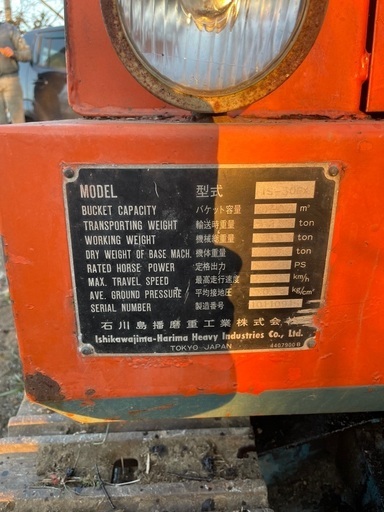 MODEL 型式
BUCKET CAPACITY バケット容量 m³
TRANSPORTING WEIGHT 輸送時重量 ton
WORKING WEIGHT 機械総重量 ton
DRY WEIGHT OF BASE MACH. 機体重量 ton
RATED HORSE POWER 定格出力 PS
MAX. TRAVEL SPEED 最高走行速度 km/h
AVE. GROUND PRESSURE 平均接地圧 kg/cm²
SERIAL NUMBER 製造番号
石川島播磨重工業株式会
Ishikawajima-Harima Heavy Industries Co., Ltd.
TOKYO JAPAN 4407900